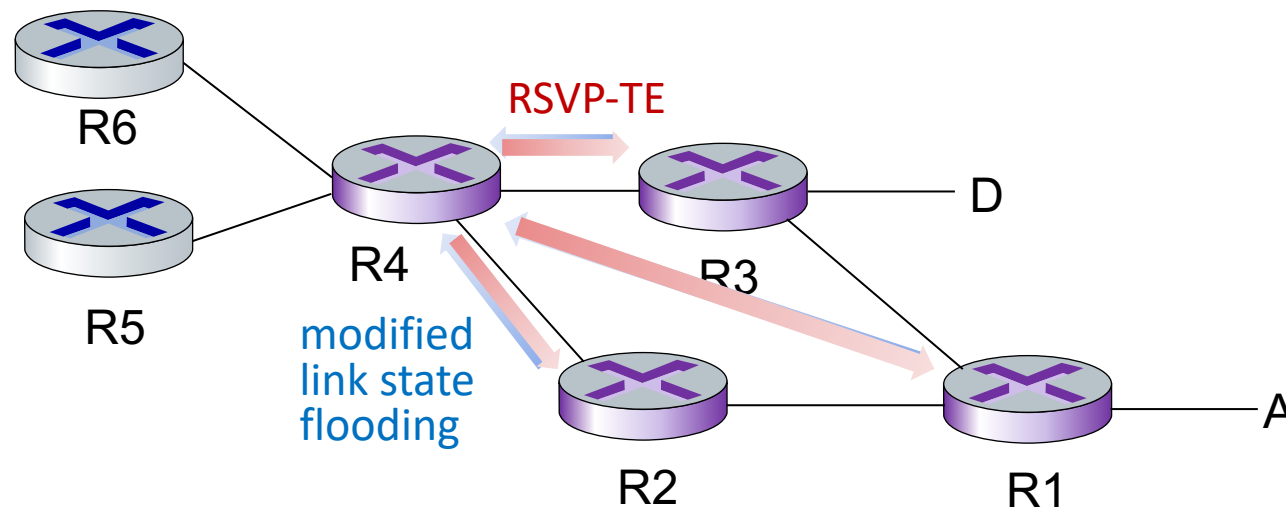 RSVP-TE
R6
D
R4
R3
R5
modified
link state
flooding
A
R2
R1